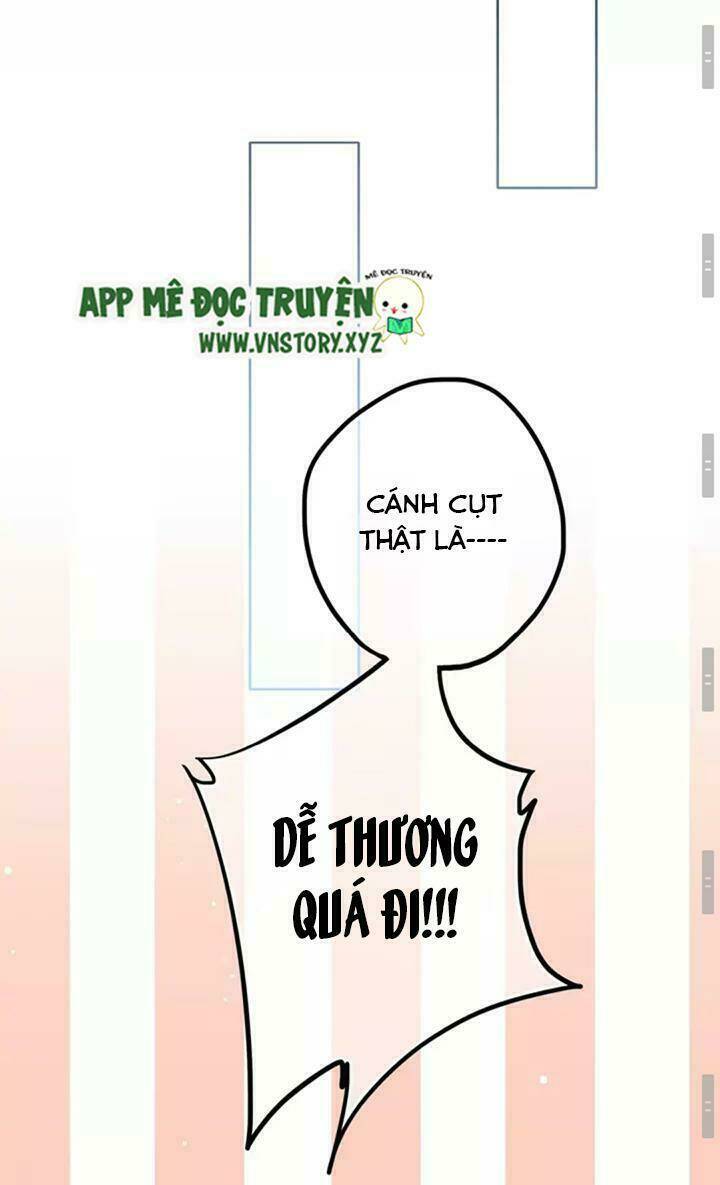 MÊ ĐỌC TRUYỆN
APP MÊ ĐỌC TRUYỆN
WWW.VNSTORY.XYZ
CÁNH CỤT
THẬT LÀ----
DỄ THƯƠNG
QUÁ ĐI!!!